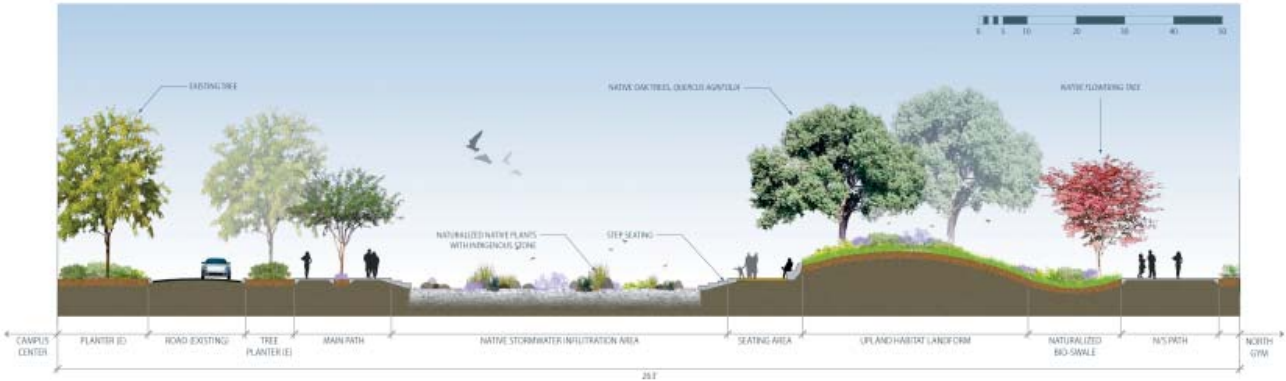 0 5 10 20 30 40 50
EXISTING TREE
NATIVE OAK TREES, QUERCUS AGRIFOLIA
NATIVE FLOWERING TREE
NATURALIZED NATIVE PLANTS
WITH INDIGENOUS STONE
STEP SEATING
CAMPUS
CENTER
PLANTER (E)
ROAD (EXISTING)
TREE
PLANTER (E)
MAIN PATH
NATIVE STORMWATER INFILITRATION AREA
SEATING AREA
UPLAND HABITAT LANDFORM
NATURALIZED
BIO-SWALE
N/S PATH
NORTH
GYM